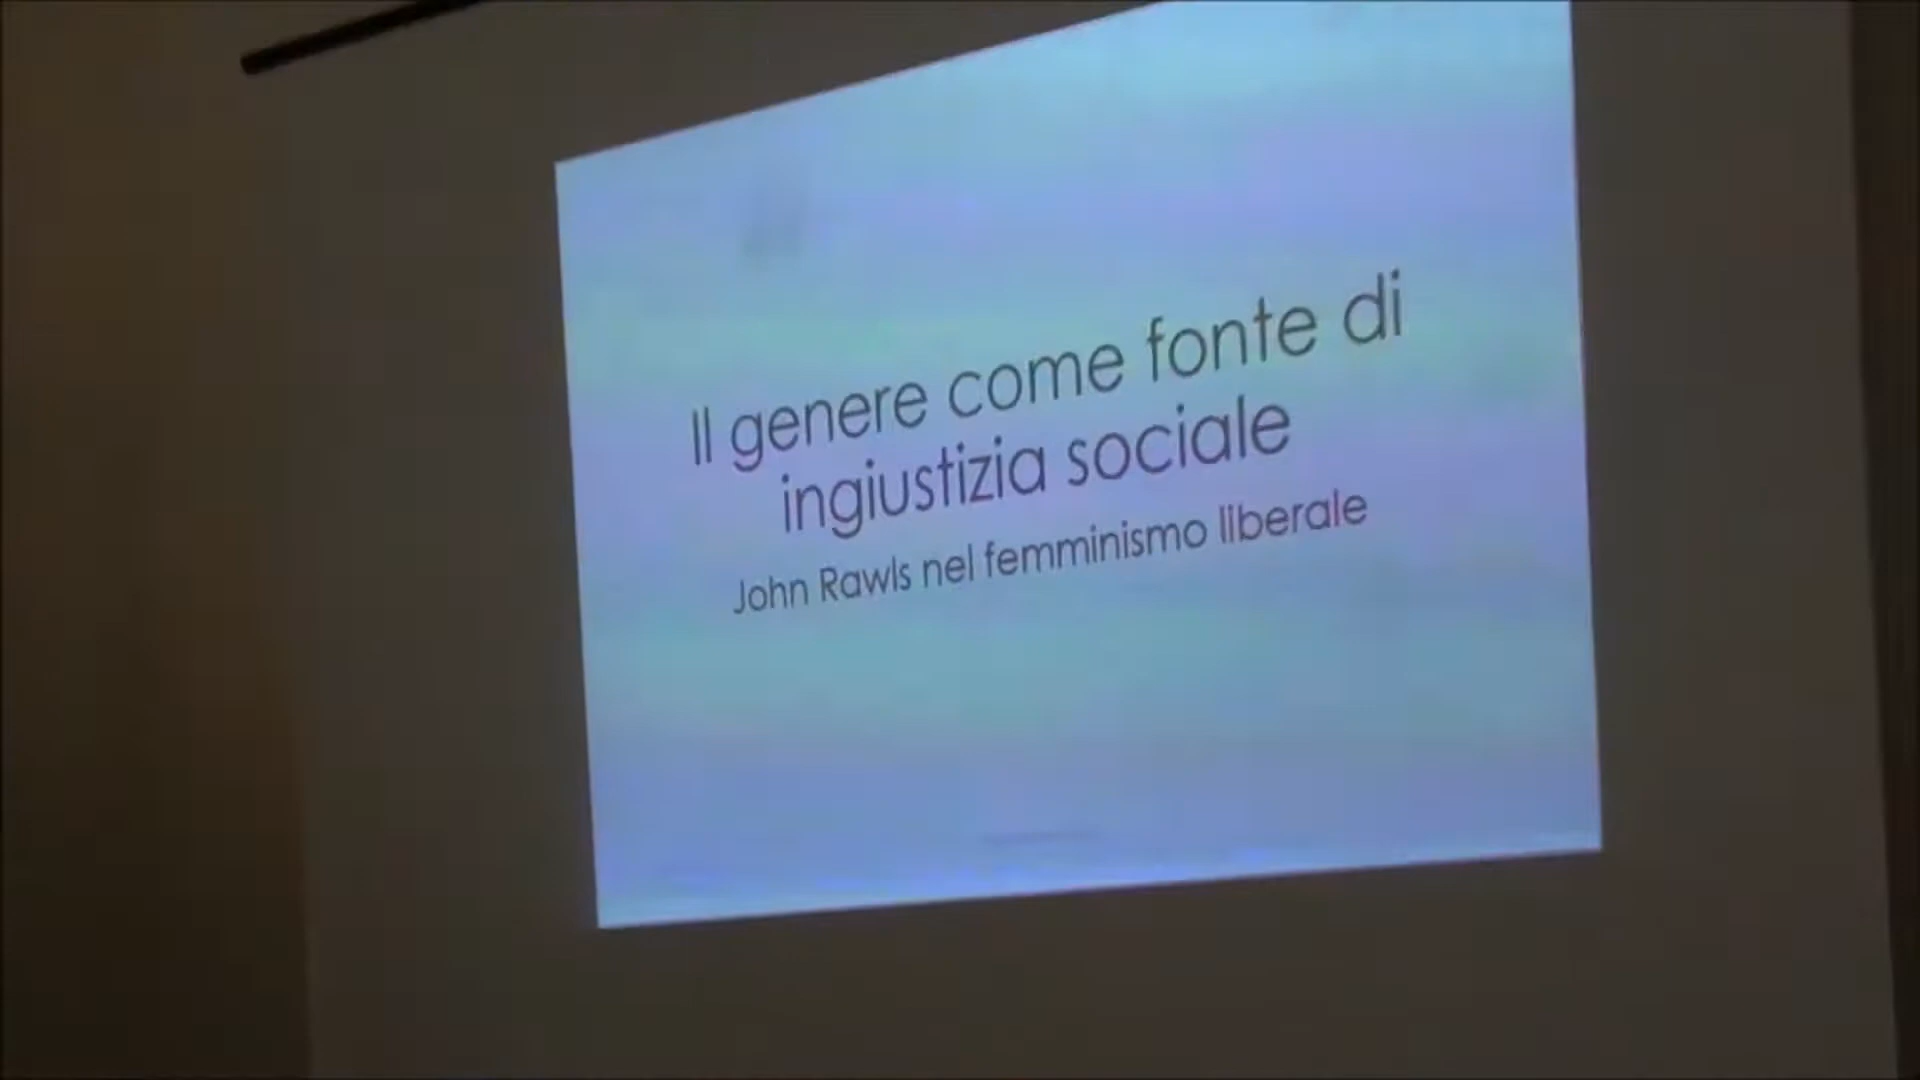 Il genere come fonte di
ingiustizia sociale
John Rawls nel femminismo liberale